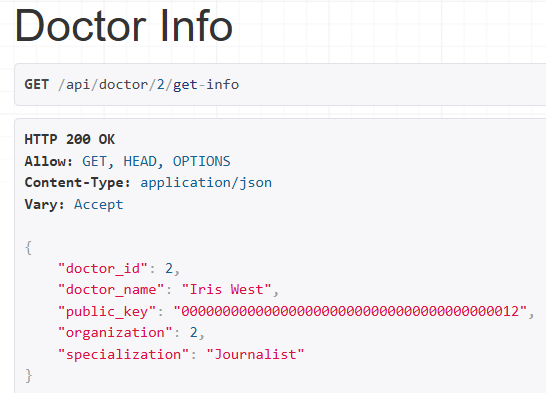 Doctor Info
GET /api/doctor/2/get-info
HTTP 200 OK
Allow: GET, HEAD, OPTIONS
Content-Type: application/json
Vary: Accept
{
"doctor_id": 2,
"doctor_name": "Iris West",
"public_key": "00000000000000000000000000000000000000012",
"organization": 2,
"specialization": "Journalist"
}